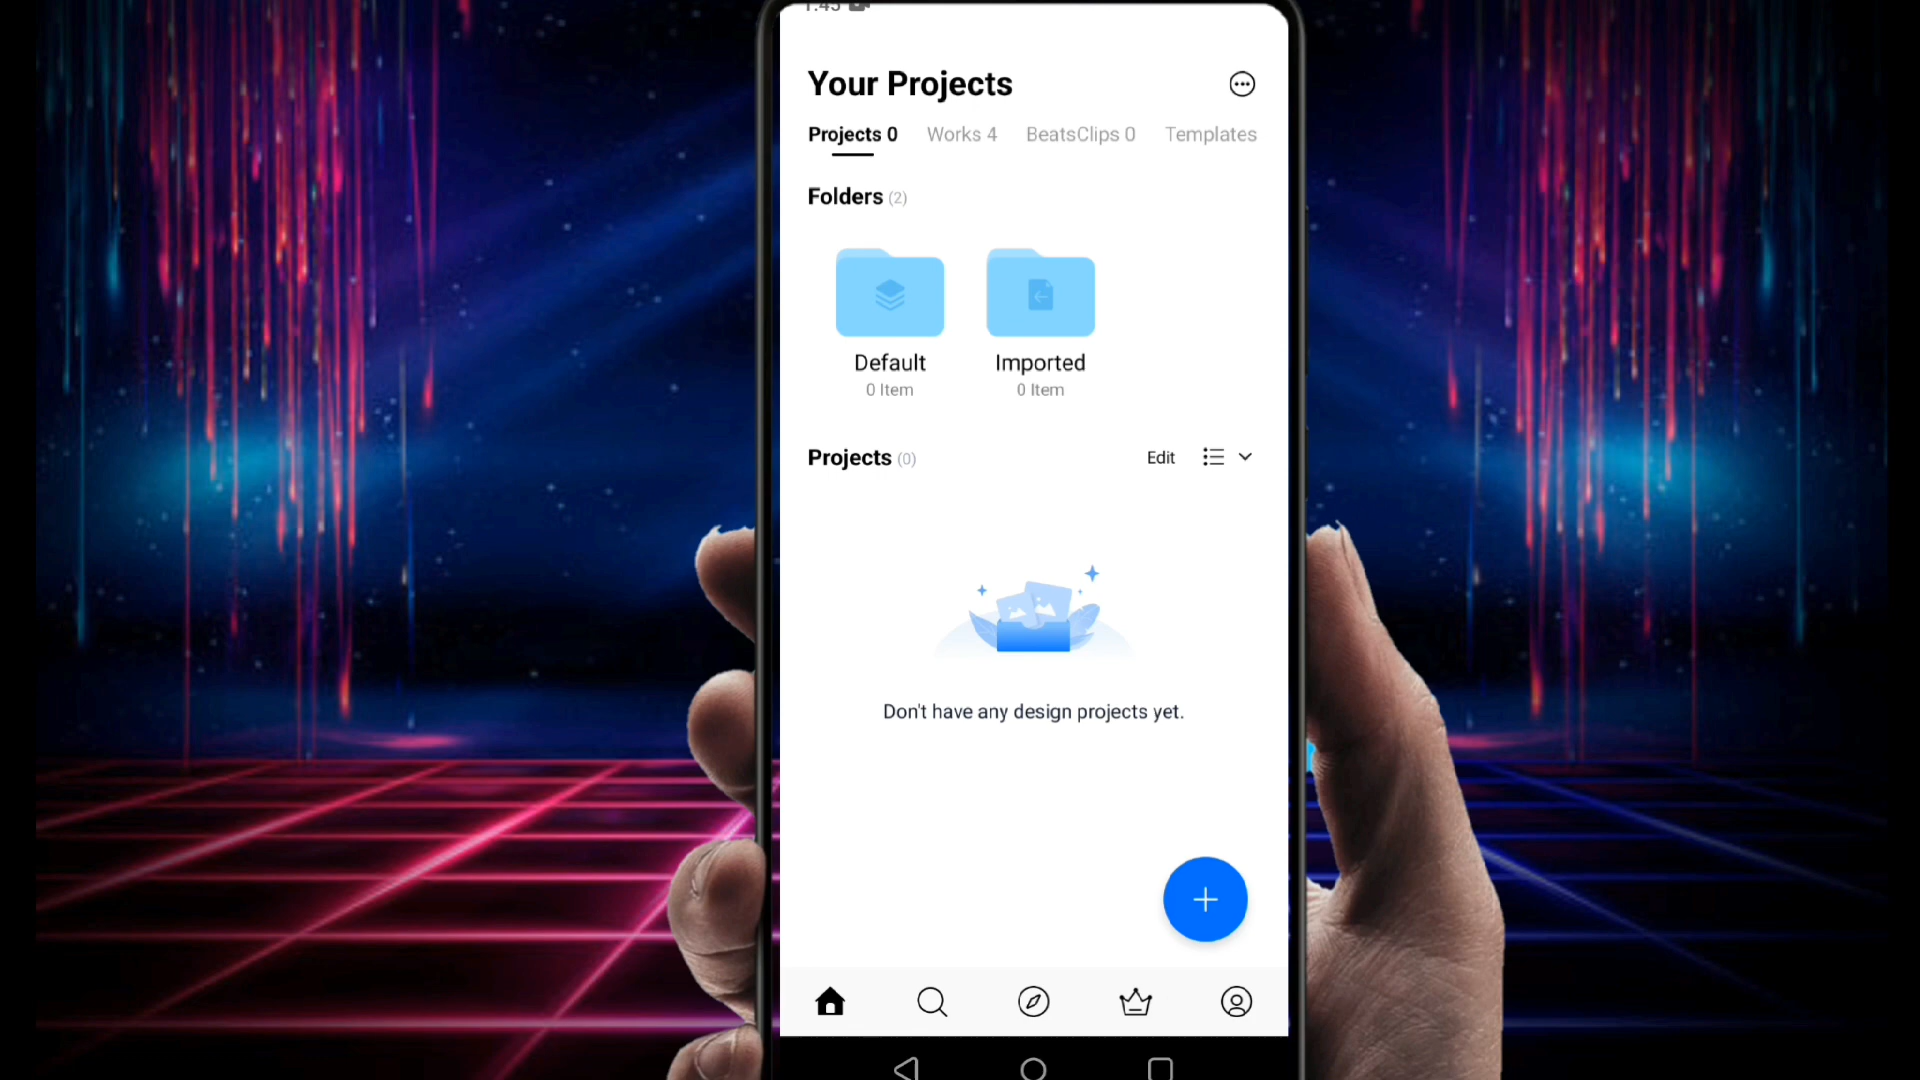 Your Projects
Projects 0 Works 4 BeatsClips 0 Templates
Folders (2)
Default Imported
0 Item 0 Item
Projects (0) Edit
Don't have any design projects yet.